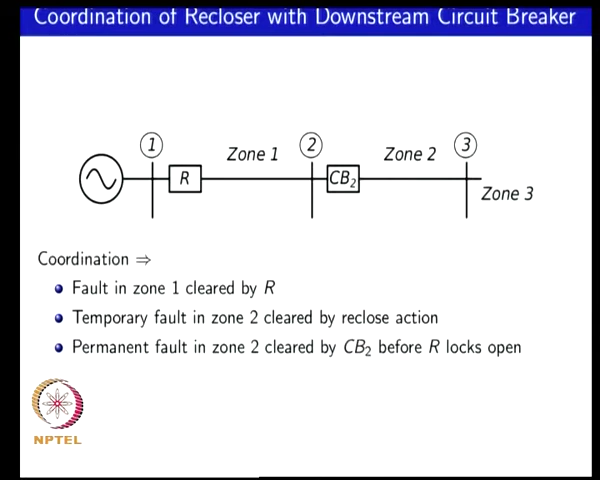 Coordination of Recloser with Downstream Circuit Breaker
1
2
3
Zone 1
Zone 2
R
CB2
Zone 3
Coordination ⇒
Fault in zone 1 cleared by R
Temporary fault in zone 2 cleared by reclose action
Permanent fault in zone 2 cleared by CB2 before R locks open
NPTEL